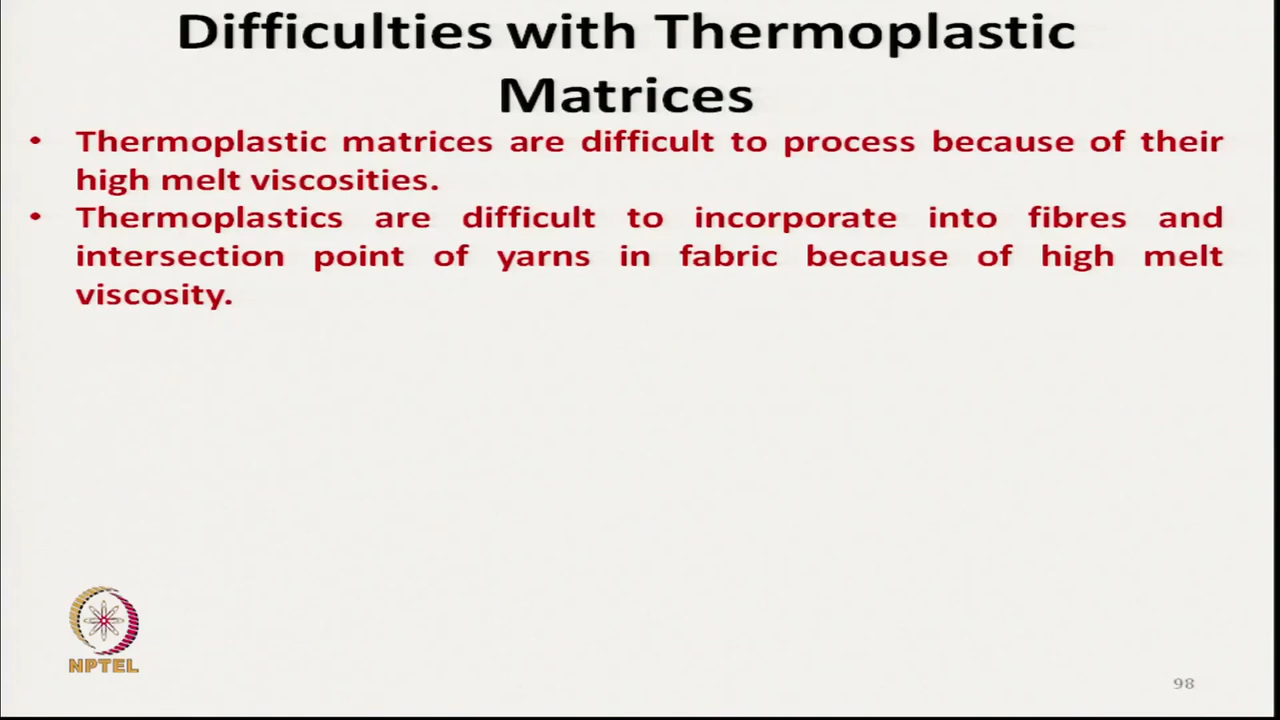 Difficulties with Thermoplastic
Matrices
• Thermoplastic matrices are difficult to process because of their
high melt viscosities.
• Thermoplastics are difficult to incorporate into fibres and
intersection point of yarns in fabric because of high melt
viscosity.
NPTEL
98